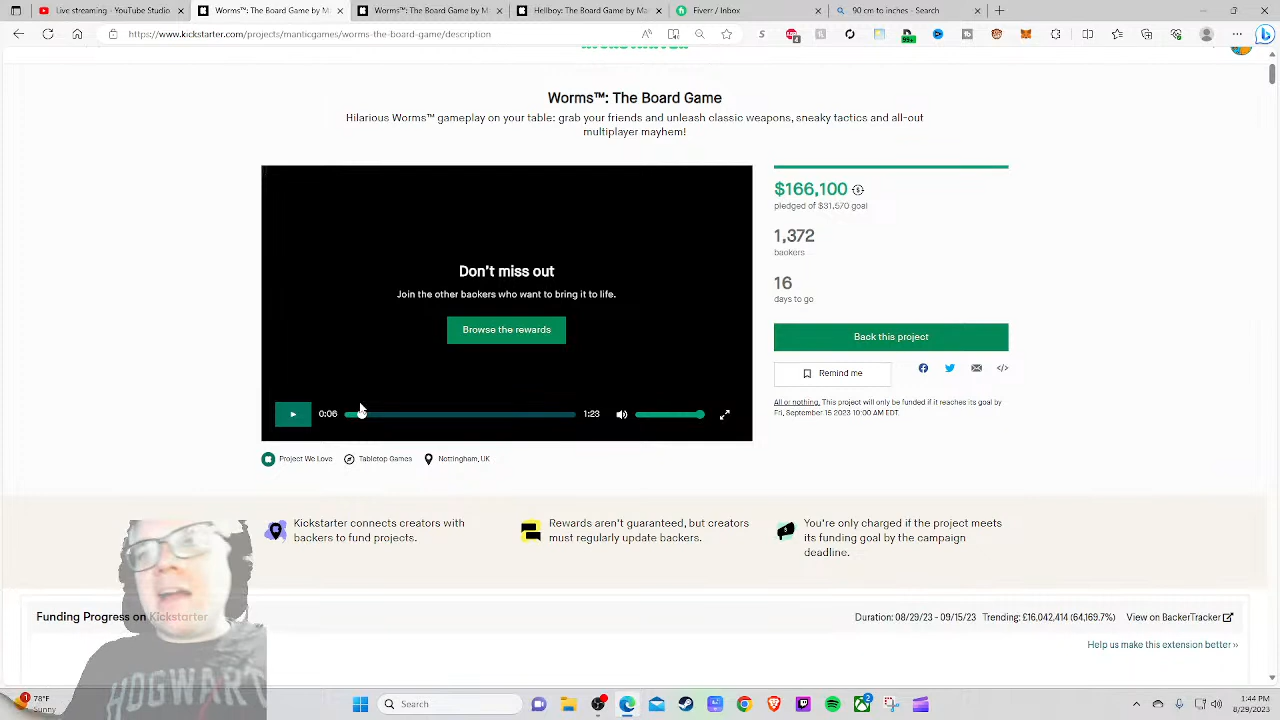 Live streaming - YouTube Studio
Worms™: The Board Game by M
Worms™: The Board Game by M
Hellboy: The Board Game by M
Fiverr
90 cm to inches - Search
https://www.kickstarter.com/projects/manticgames/worms-the-board-game/description
99+
Worms™: The Board Game
Hilarious Worms™ gameplay on your table: grab your friends and unleash classic weapons, sneaky tactics and all-out
multiplayer mayhem!
$166,100
pledged of $31,570 goal
1,372
backers
16
days to go
Don't miss out
Join the other backers who want to bring it to life.
Browse the rewards
Back this project
Remind me
0:06
1:23
All or nothing. This project will only be funded if it reaches its goal by
Fri, September 15 2023 10:00 AM EDT.
Project We Love
Tabletop Games
Nottingham, UK
Kickstarter connects creators with
backers to fund projects.
Rewards aren't guaranteed, but creators
must regularly update backers.
You're only charged if the project meets
its funding goal by the campaign
deadline.
Funding Progress on Kickstarter
Duration: 08/29/23 - 09/15/23 Trending: £16,042,414 (64,169.7%) View on BackerTracker
Help us make this extension better ››
HOGWART
78°F
Sunny
Search
1:44 P
8/29/202